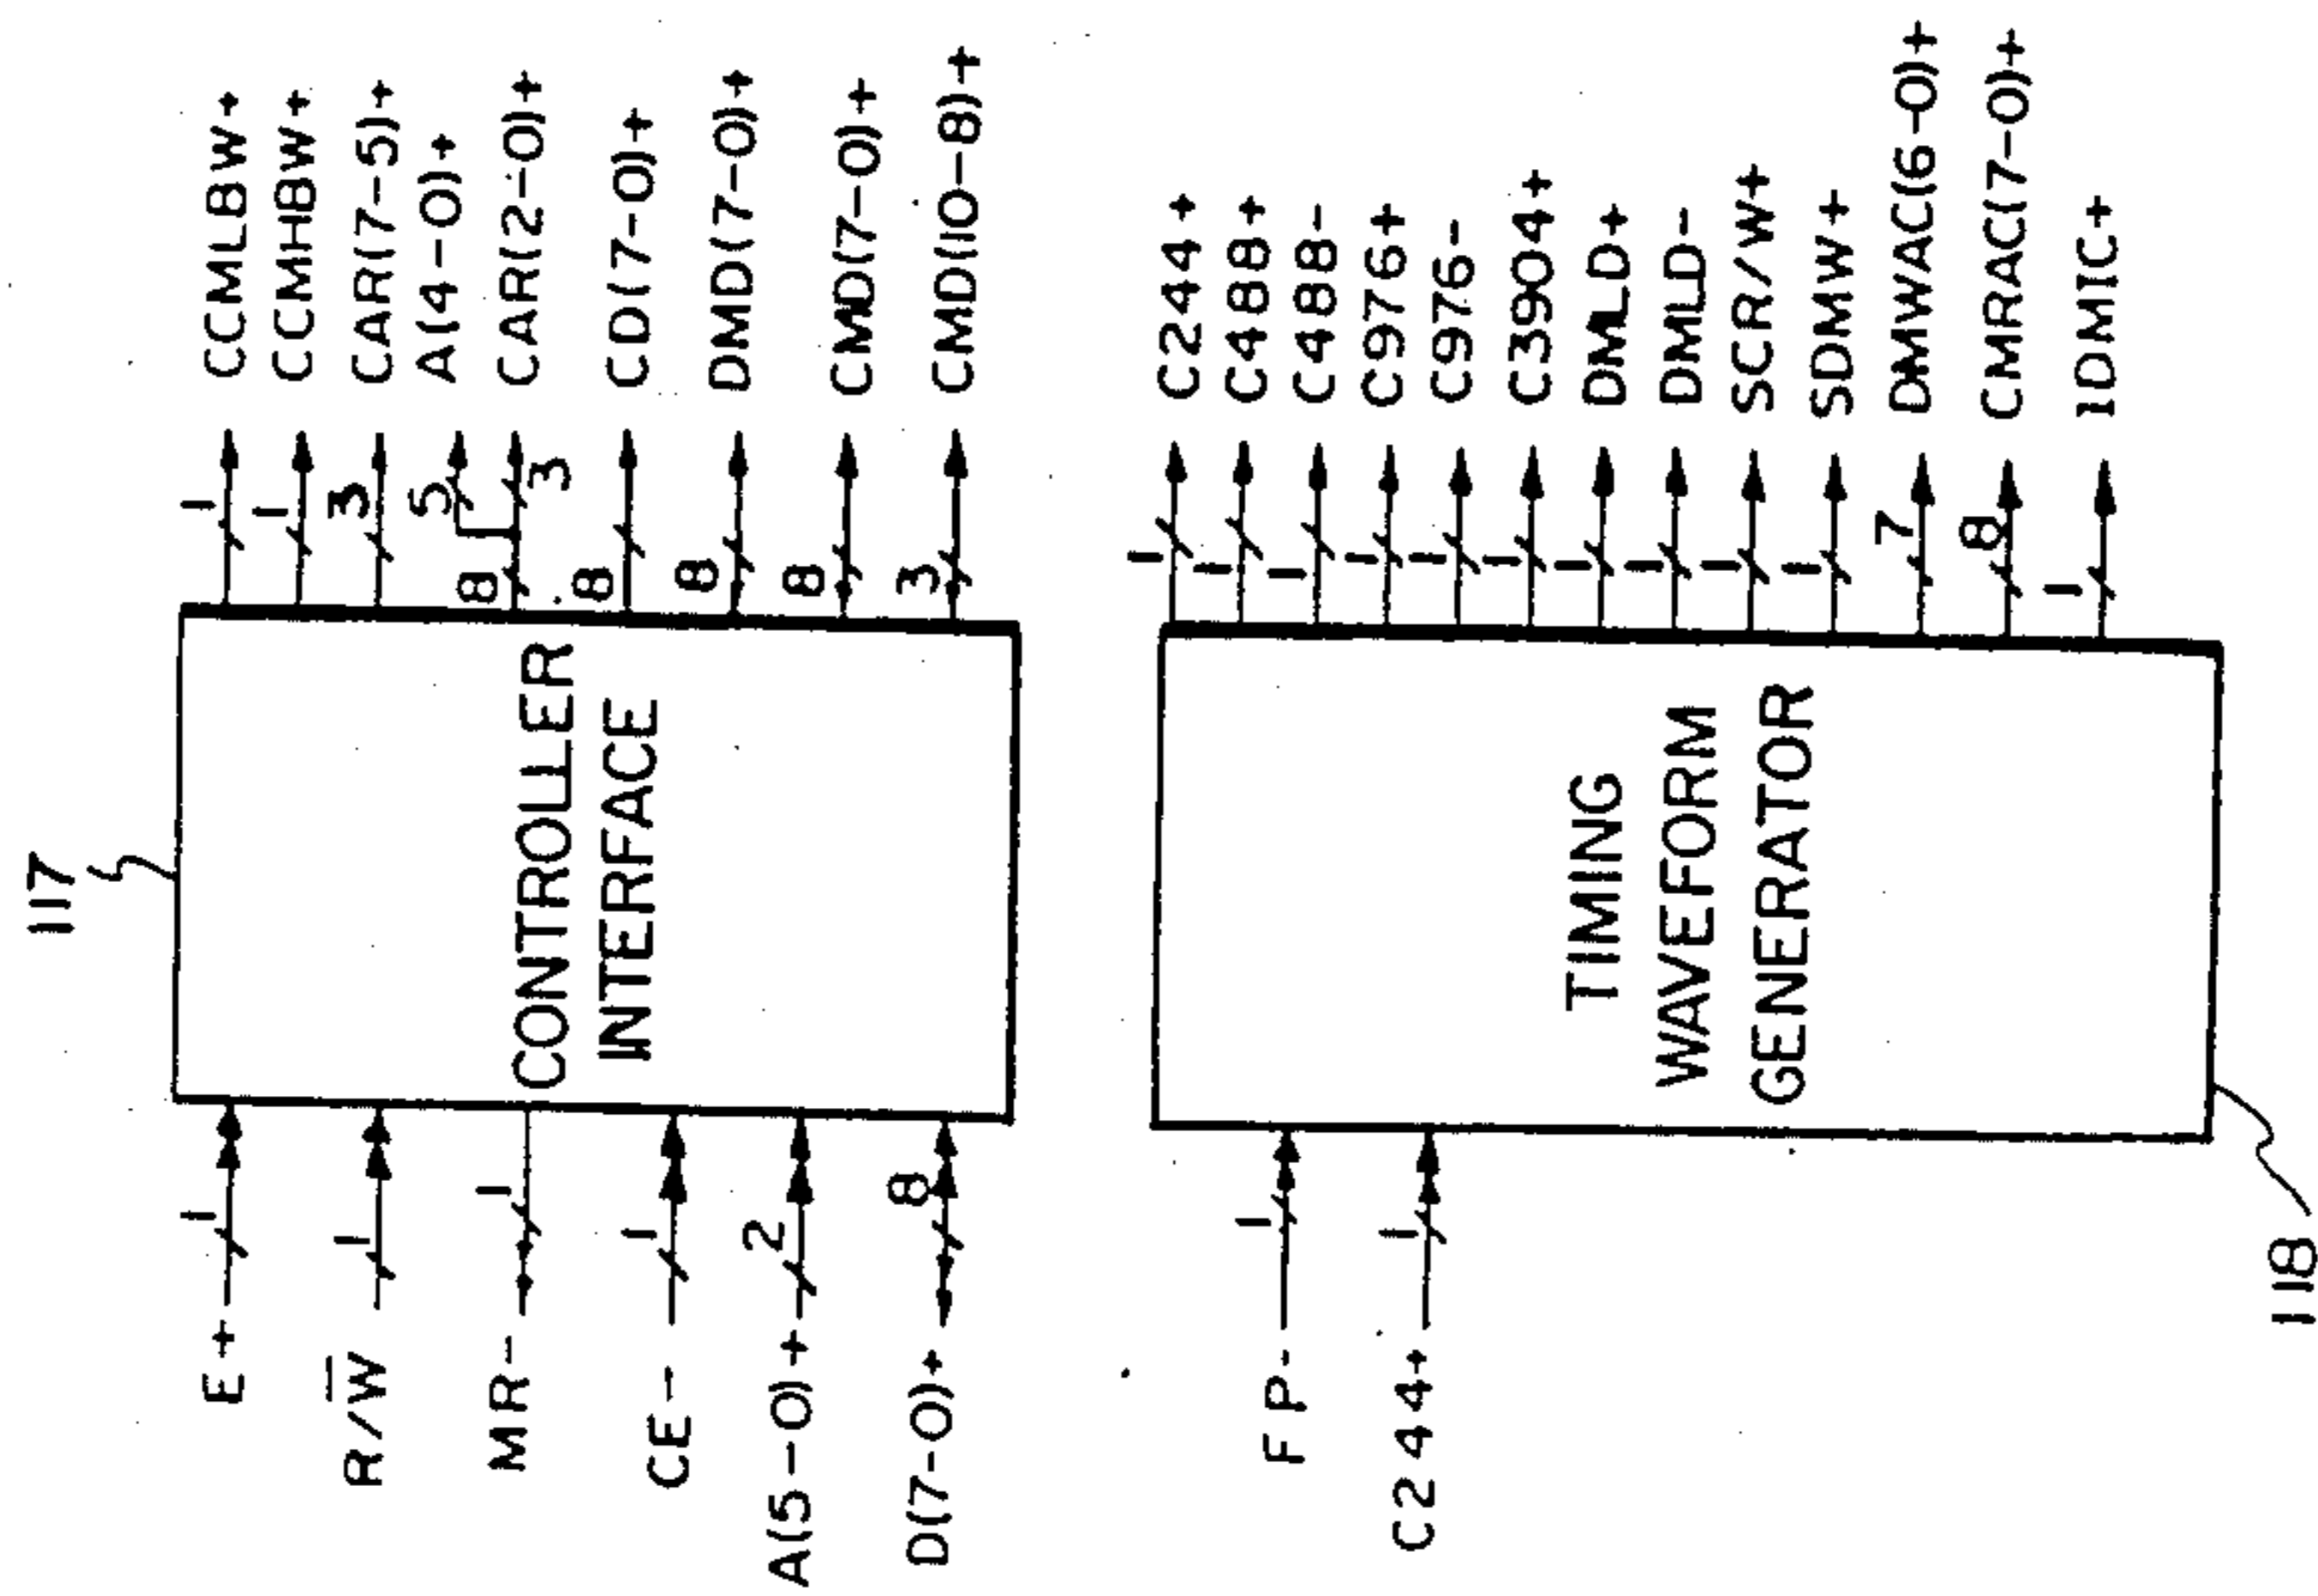 117
E+
R/W̅
MR-
CE-
A(5-0)+
D(7-0)+
1
1
1
1
2
8
CONTROLLER
INTERFACE
1
1
3
8
5
3
8
8
8
3
CCML8W+
CCMH8W+
CAR(7-5)+
A(4-0)+
CAR(2-0)+
CD(7-0)+
DMD(7-0)+
CMD(7-0)+
CMD(10-8)+
FP-
C244+
1
1
TIMING
WAVEFORM
GENERATOR
118
1
1
1
1
1
1
1
1
1
1
7
8
1
C244+
C488+
C488-
C976+
C976-
C3904+
DMLD+
DMLD-
SCR/W+
SDMW+
DMWAC(6-0)+
CMRAC(7-0)+
IDMIC+